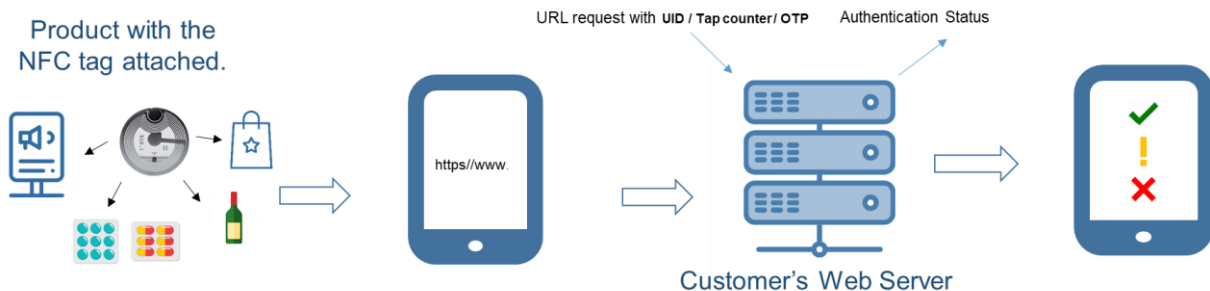 Product with the
NFC tag attached.
URL request with UID / Tap counter/ OTP
Authentication Status
https//www.
Customer's Web Server